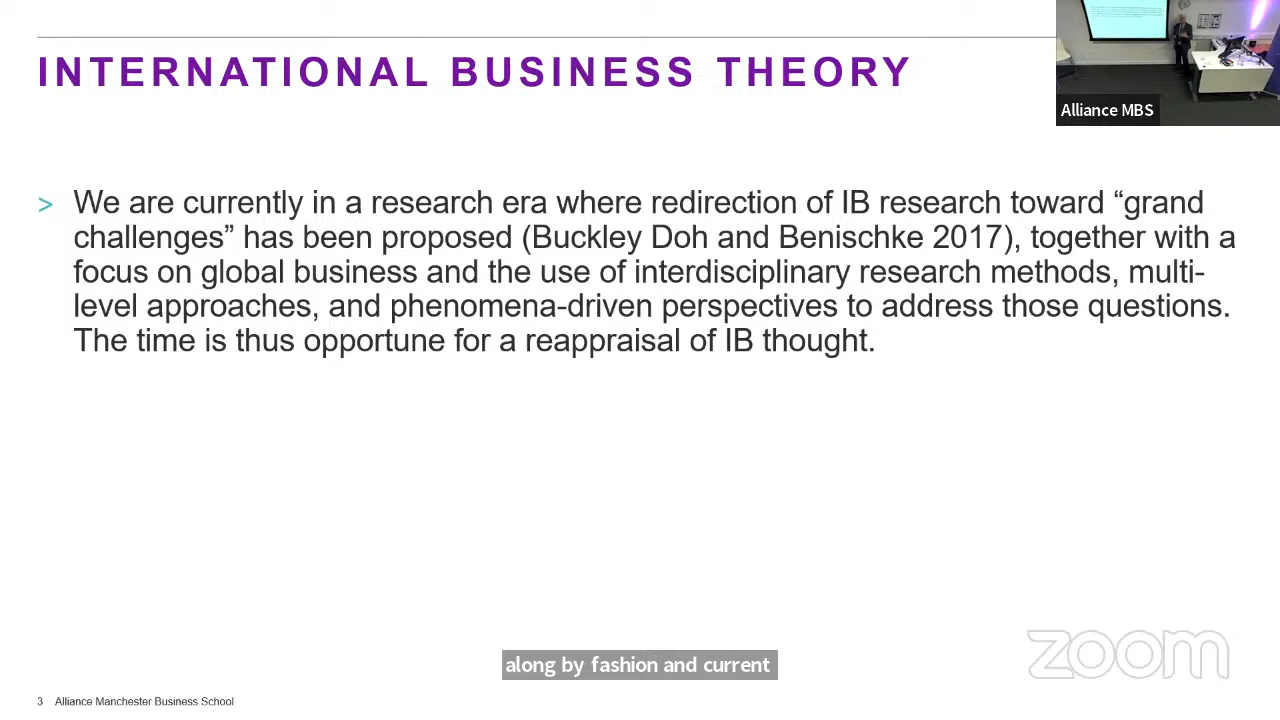 INTERNATIONAL BUSINESS THEORY
Alliance MBS
> We are currently in a research era where redirection of IB research toward “grand
challenges” has been proposed (Buckley Doh and Benischke 2017), together with a
focus on global business and the use of interdisciplinary research methods, multi-
level approaches, and phenomena-driven perspectives to address those questions.
The time is thus opportune for a reappraisal of IB thought.
zoom
along by fashion and current
3 Alliance Manchester Business School